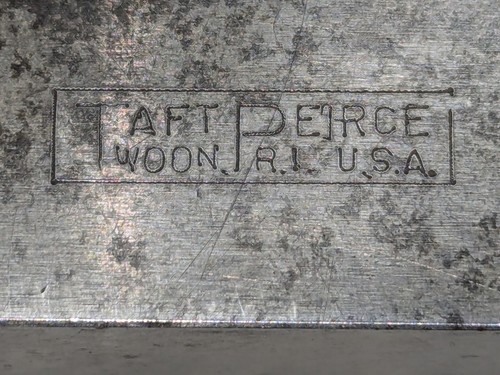 TAFT PEIRCE
WOON. R.I. U.S.A.